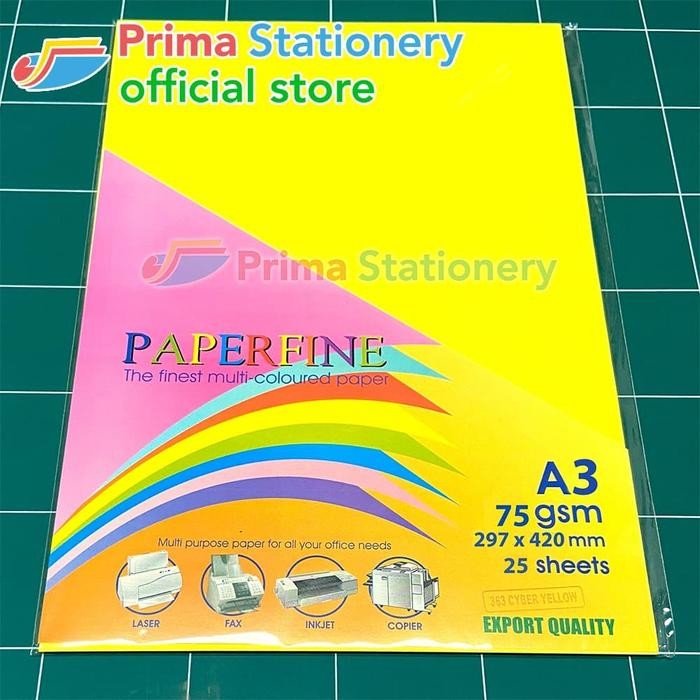 Prima Stationery
official store
Prima Stationery
PAPERFINE
The finest multi-coloured paper
A3
75 gsm
297 x 420 mm
25 sheets
Multi purpose paper for all your office needs
LASER
FAX
INKJET
COPIER
363 CYBER YELLOW
EXPORT QUALITY